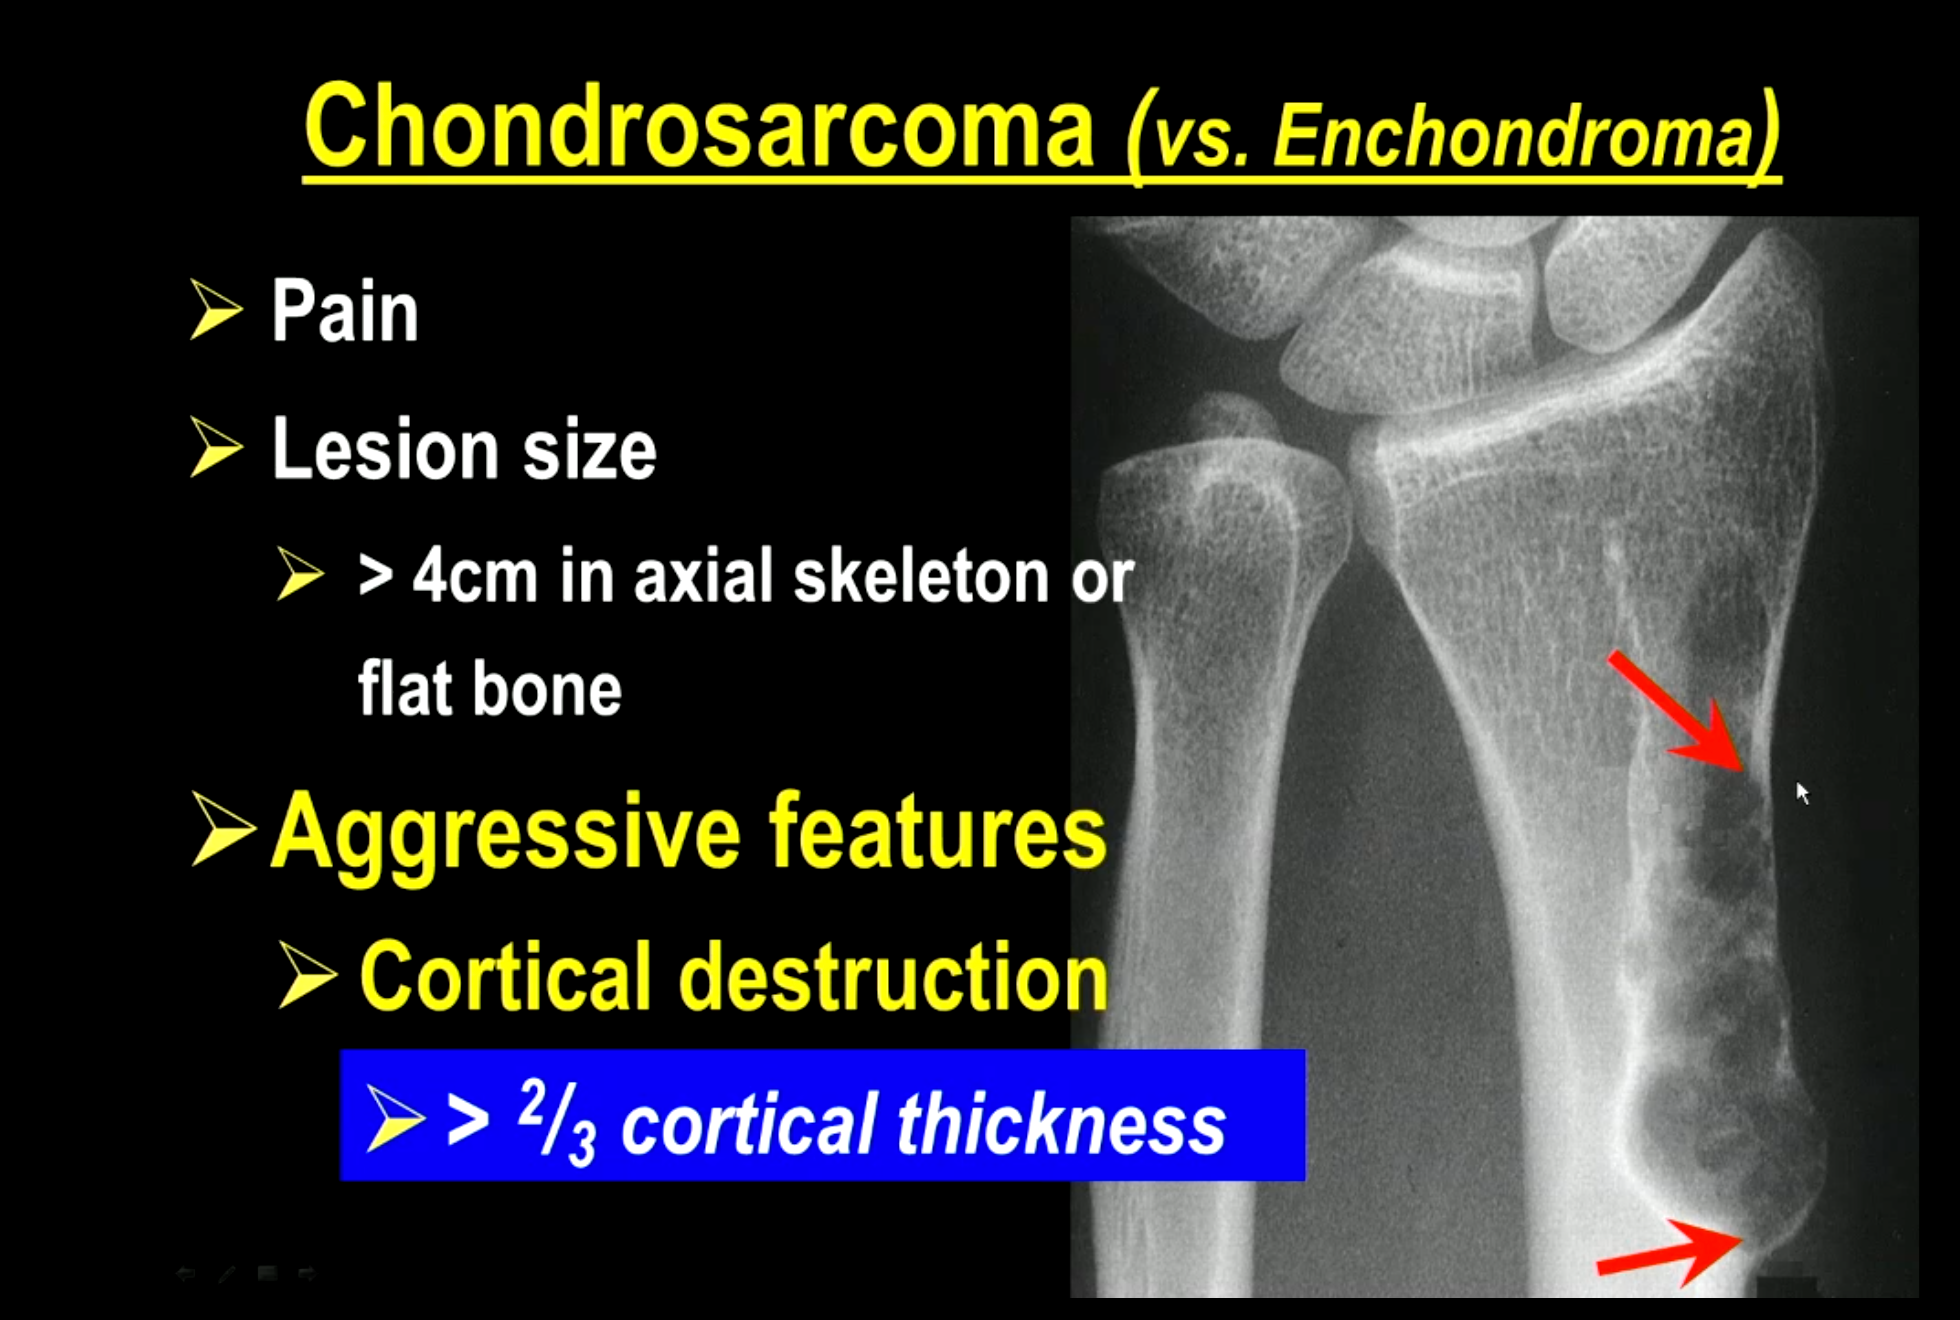 Chondrosarcoma (vs. Enchondroma)
Pain
Lesion size
> 4cm in axial skeleton or
flat bone
Aggressive features
Cortical destruction
> 2/3 cortical thickness